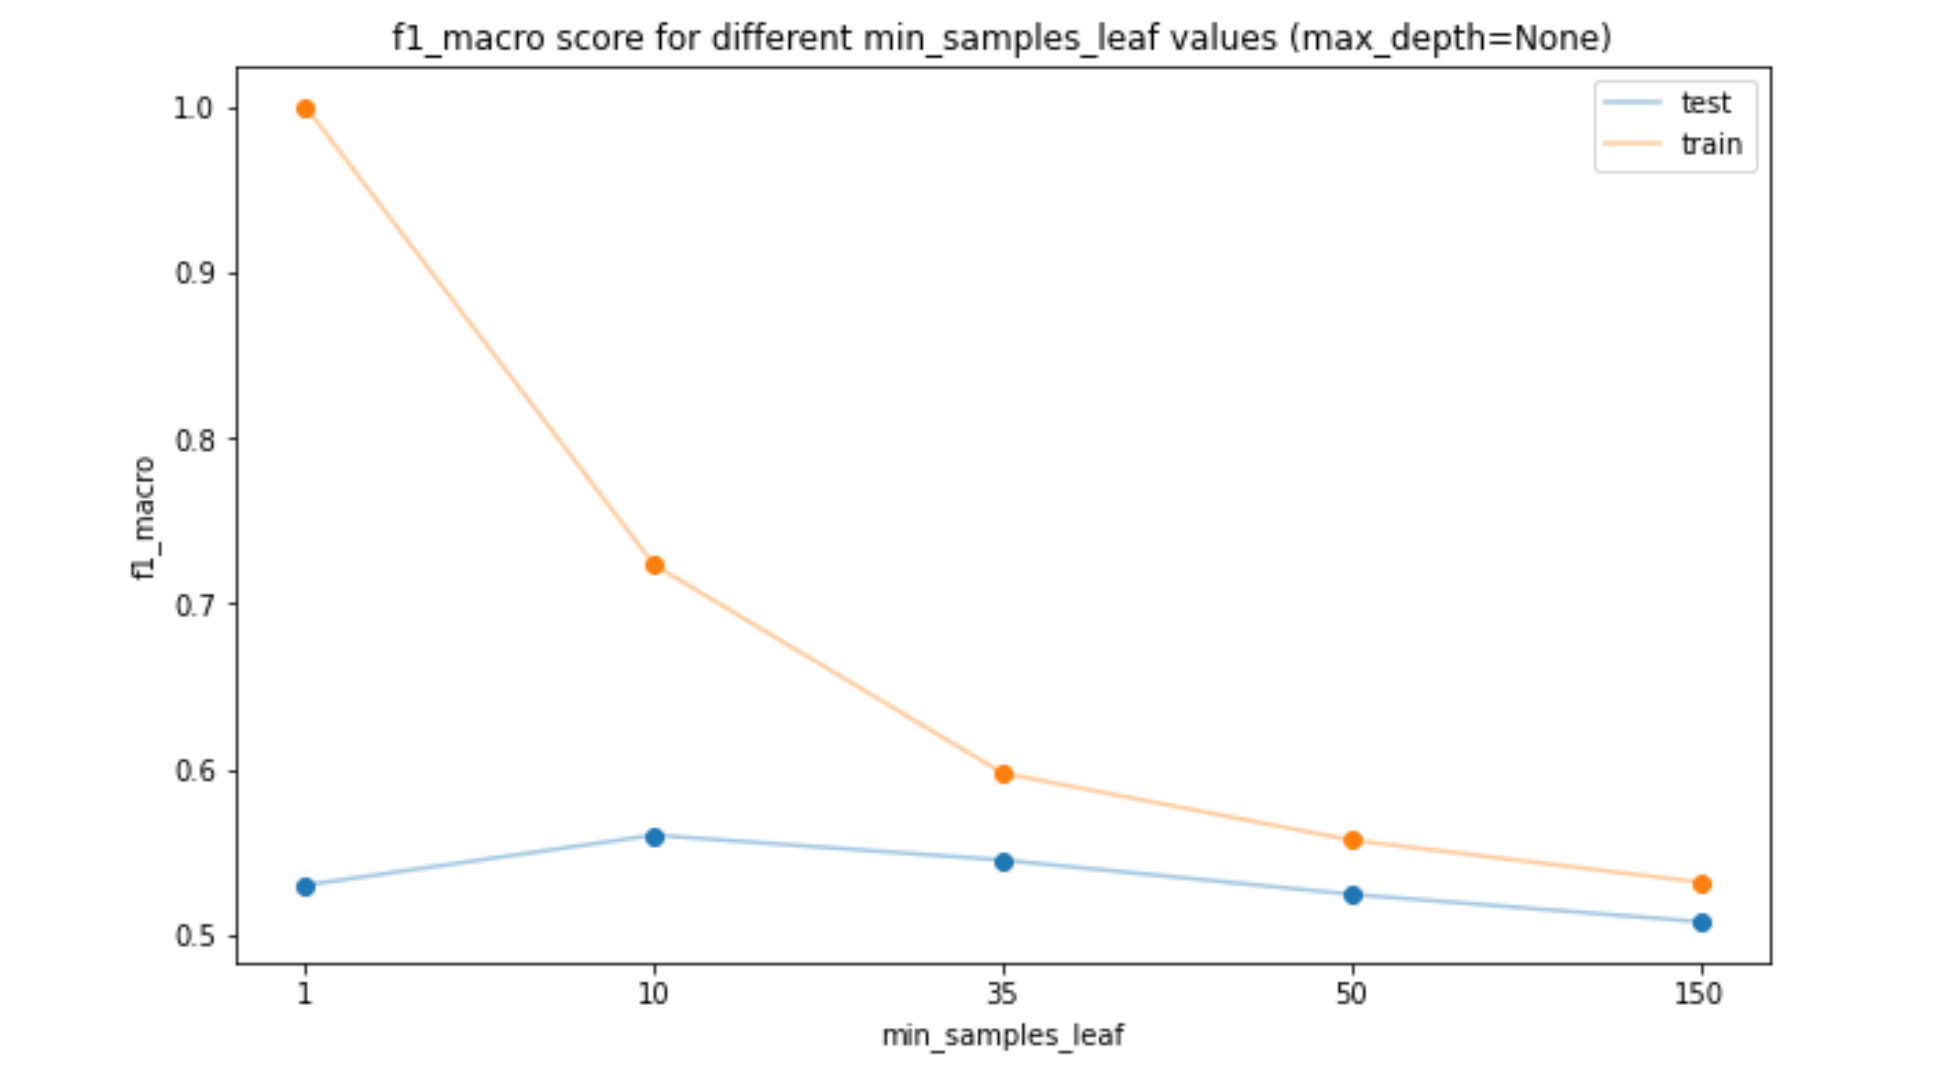 f1_macro score for different min_samples_leaf values (max_depth=None)
test
train
1.0
0.9
0.8
0.7
0.6
0.5
f1_macro
1 10 35 50 150
min_samples_leaf